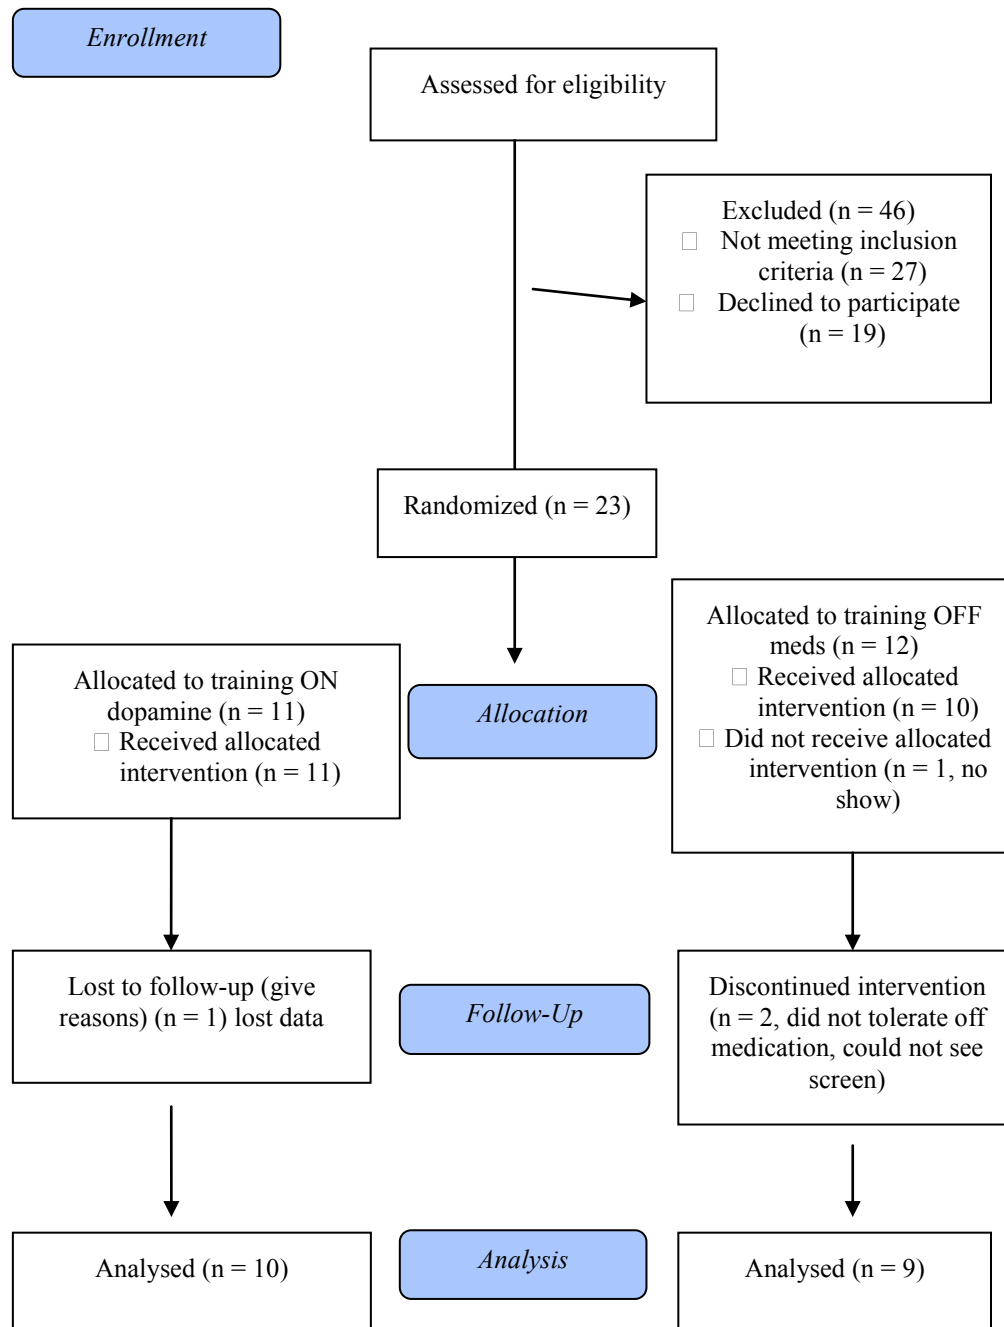 Enrollment
Assessed for eligibility
Excluded (n = 46)
□ Not meeting inclusion
criteria (n = 27)
□ Declined to participate
(n = 19)
Randomized (n = 23)
Allocated to training ON
dopamine (n = 11)
□ Received allocated
intervention (n = 11)
Allocation
Allocated to training OFF
meds (n = 12)
□ Received allocated
intervention (n = 10)
□ Did not receive allocated
intervention (n = 1, no
show)
Lost to follow-up (give
reasons) (n = 1) lost data
Follow-Up
Discontinued intervention
(n = 2, did not tolerate off
medication, could not see
screen)
Analysed (n = 10)
Analysis
Analysed (n = 9)